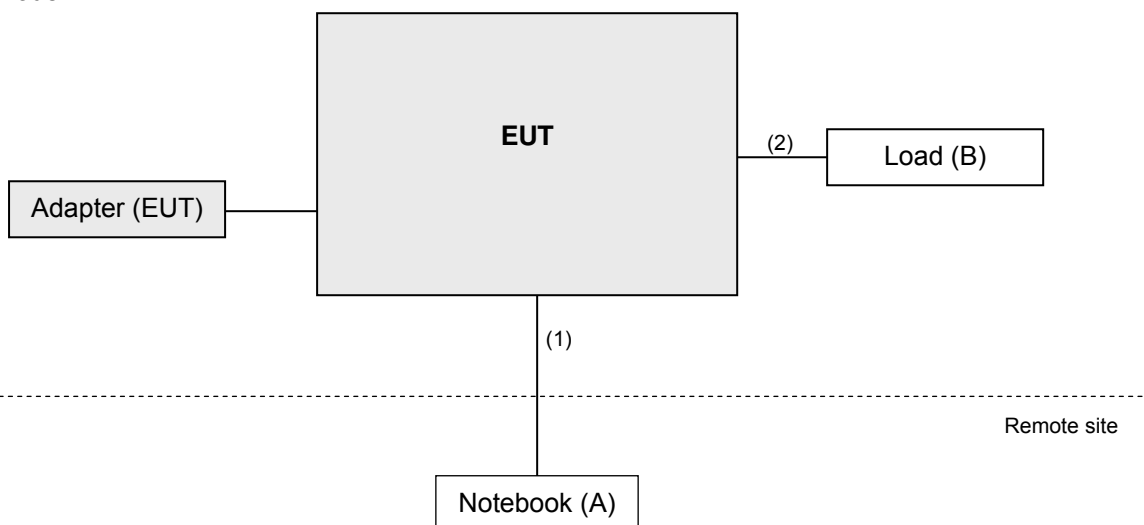 EUT
(2)
Load (B)
Adapter (EUT)
(1)
Remote site
Notebook (A)